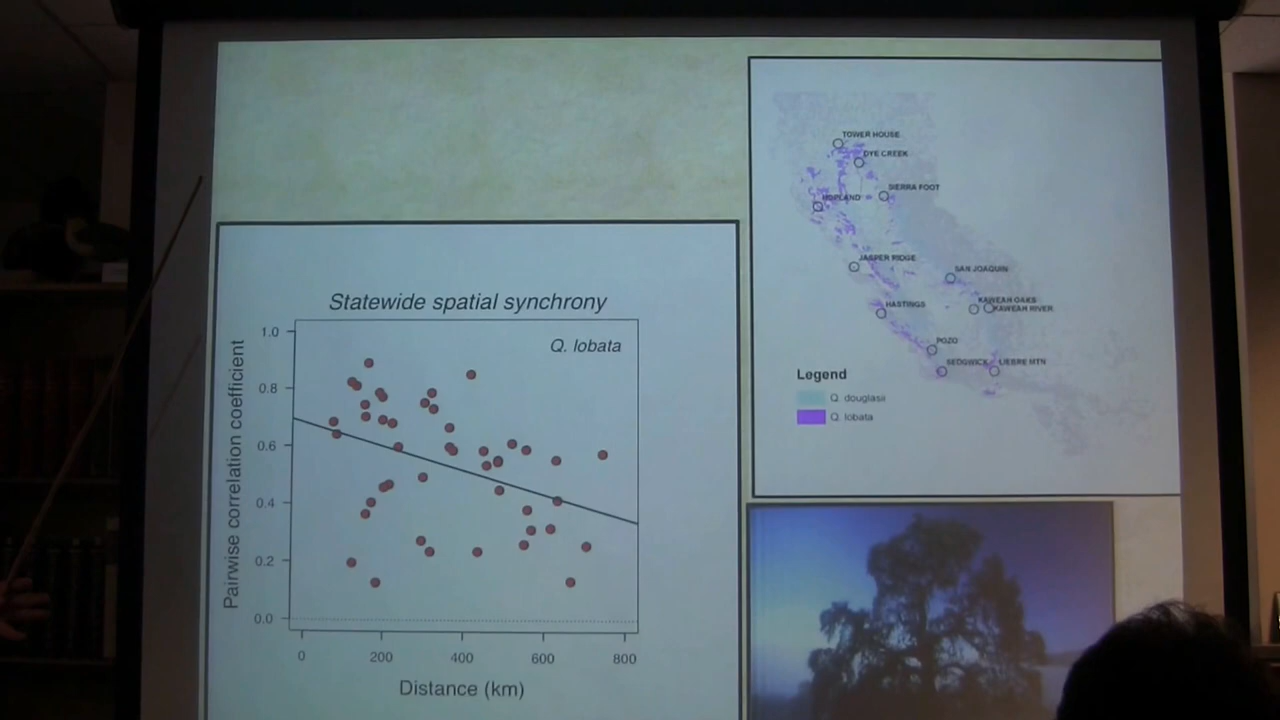 Statewide spatial synchrony
Q. lobata
Pairwise correlation coefficient
1.0
0.8
0.6
0.4
0.2
0.0
0
200
400
600
800
Distance (km)
TOWER HOUSE
DYE CREEK
SIERRA FOOT
HOPLAND
JASPER RIDGE
SAN JOAQUIN
KAWEAH OAKS
KAWEAH RIVER
HASTINGS
POZO
SEDGWICK
LIEBRE MTN
Legend
Q. douglasii
Q. lobata